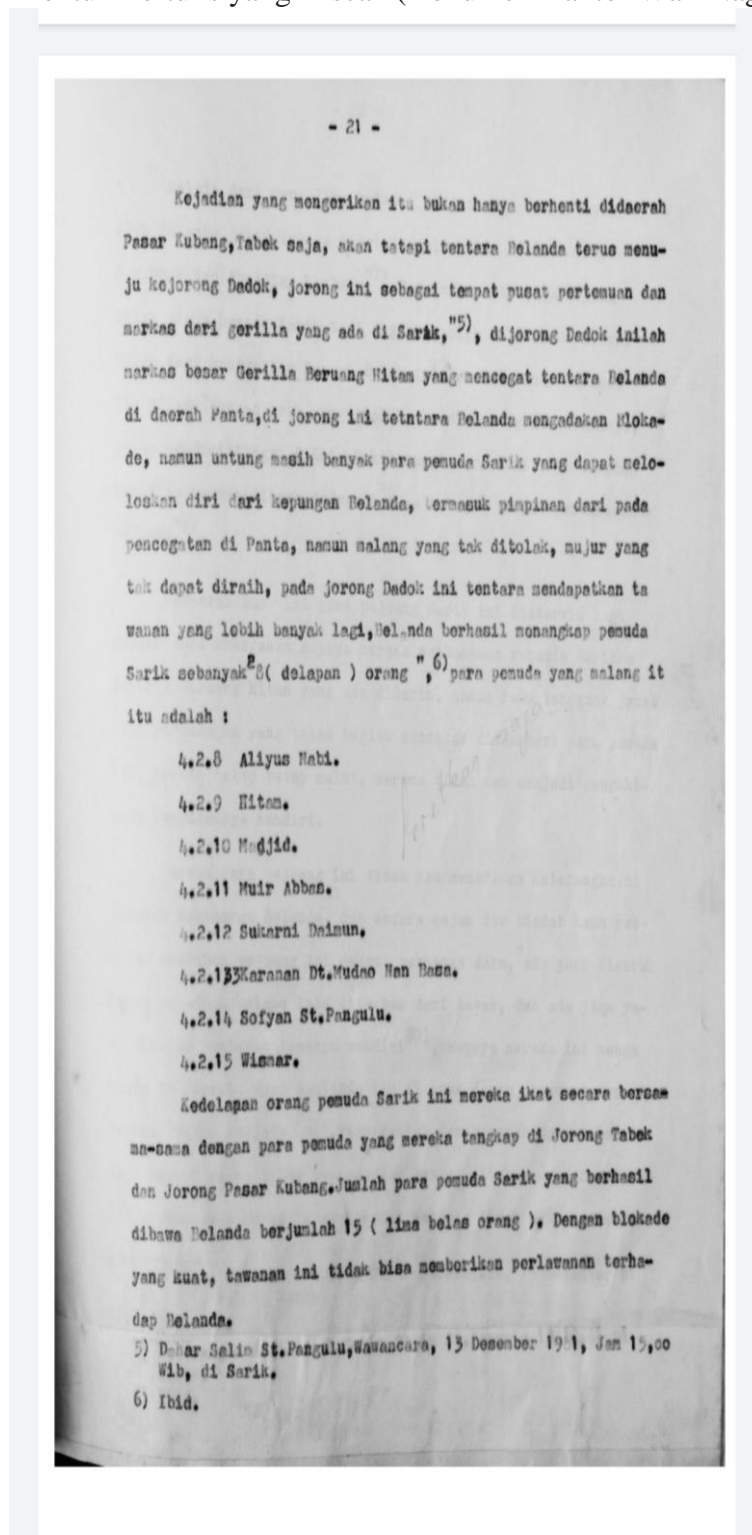 - 21 -
Kejadian yang mengerikan itu bukan hanya berhenti didaerah
Pasar Kubang,Tabek saja, akan tetapi tentara Belanda terus menu-
ju kejorong Dadok, jorong ini sebagai tempat pusat pertemuan dan
markas dari gerilla yang ada di Sarik,"5), dijorong Dadok inilah
markas besar Gerilla Beruang Hitam yang mencegat tentara Belanda
di daerah Panta,di jorong ini tetntara Belanda mengadakan Bloka-
de, namun untung masih banyak para pemuda Sarik yang dapat melo-
loskan diri dari kepungan Belanda, termasuk pimpinan dari pada
pencegatan di Panta, namun malang yang tak ditolak, mujur yang
tak dapat diraih, pada jorong Dadok ini tentara mendapatkan ta
wanan yang lebih banyak lagi,Belanda berhasil menangkap pemuda
Sarik sebanyak2 8( delapan ) orang ",6)para pemuda yang malang it
itu adalah :
4.2.8 Aliyus Nabi.
4.2.9 Hitam.
4.2.10 Madjid.
4.2.11 Muir Abbas.
4.2.12 Sukarni Daimun.
4.2.133Karanan Dt.Mudao Nan Basa.
4.2.14 Sofyan St.Pangulu.
4.2.15 Wismar.
Kedelapan orang pemuda Sarik ini mereka ikat secara bersam
ma-sama dengan para pemuda yang mereka tangkap di Jorong Tabek
dan Jorong Pasar Kubang.Jumlah para pemuda Sarik yang berhasil
dibawa Belanda berjumlah 15 ( lima belas orang ). Dengan blokade
yang kuat, tawanan ini tidak bisa memberikan perlawanan terha-
dap Belanda.
5) Salim St.Pangulu,Wawancara, 13 Desember Jam 15,00
Wib, di Sarik.
6) Ibid.